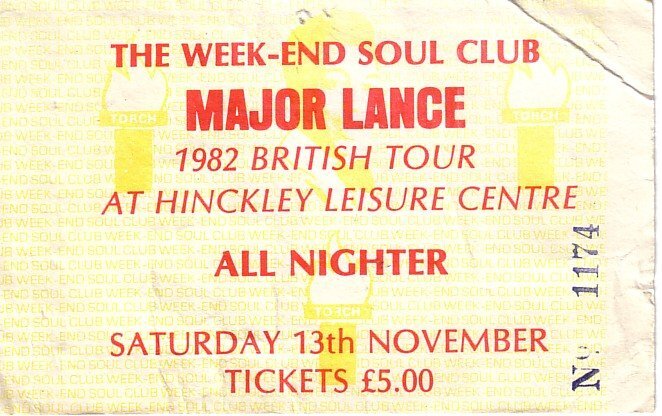 THE WEEK-END SOUL CLUB
MAJOR LANCE
1982 BRITISH TOUR
AT HINCKLEY LEISURE CENTRE
ALL NIGHTER
SATURDAY 13th NOVEMBER
TICKETS £5.00
No 1174
TORCH
TORCH
TORCH